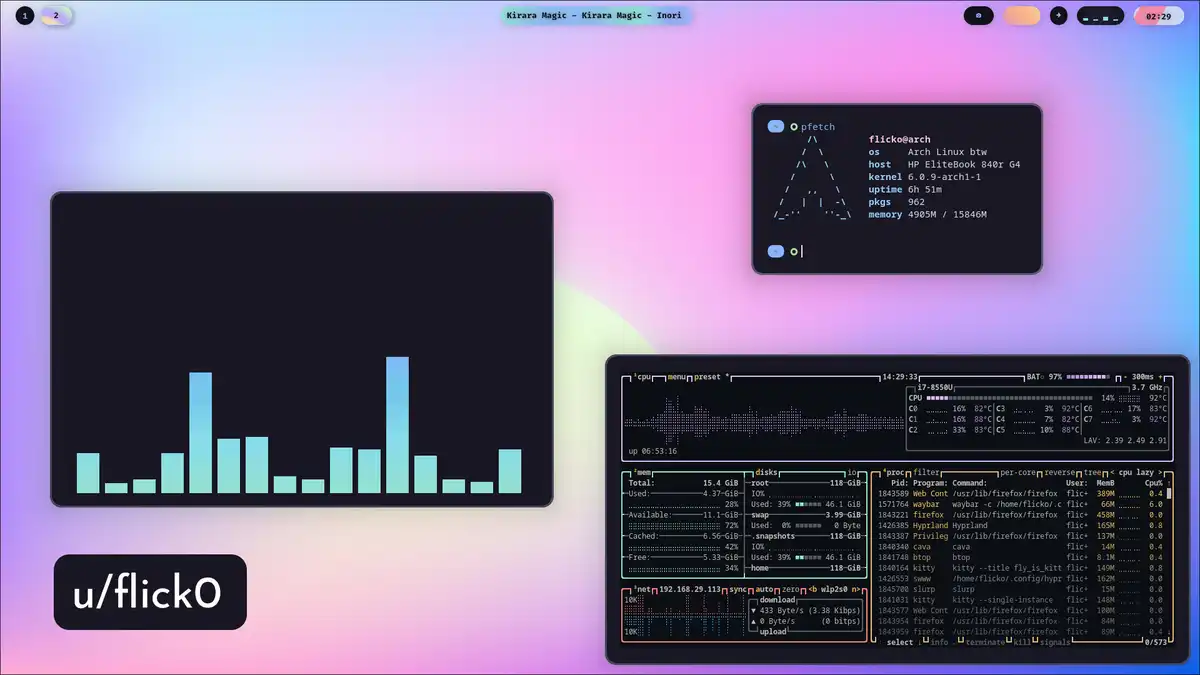 1 2 Kirara Magic - Kirara Magic - Inori 02:29
~ pfetch
flicko@arch
os Arch Linux btw
host HP EliteBook 840r G4
kernel 6.0.9-arch1-1
uptime 6h 51m
pkgs 962
memory 4905M / 15846M
~
u/flick0
¹cpu menu preset * 14:29:33 BAT 97% - 300ms +
i7-8550U 3.7 GHz
CPU 14% 92°C
C0 16% 82°C C3 3% 92°C C6 17% 83°C
C1 16% 88°C C4 7% 82°C C7 3% 92°C
C2 33% 83°C C5 10% 88°C
LAV: 2.39 2.49 2.91
up 06:53:16
²mem
Total: 15.4 GiB
Used: 4.37 GiB
28%
Available: 11.1 GiB
72%
Cached: 6.56 GiB
42%
Free: 5.33 GiB
34%
disks io
root 118 GiB
IO%
Used: 39% 46.1 GiB
swap 3.99 GiB
Used: 0% 0 Byte
.snapshots 118 GiB
IO%
Used: 39% 46.1 GiB
home 118 GiB
³net 192.168.29.113 sync auto zero <b wlp2s0 n>
10K
10K
download
▼ 433 Byte/s (3.38 Kibps)
▲ 0 Byte/s (0 bitps)
upload
⁴proc filter per-core reverse tree < cpu lazy >
Pid: Program: Command: User: MemB Cpu% ↑
1843589 Web Cont /usr/lib/firefox/firefox flic+ 389M 0.4
1571764 waybar waybar -c /home/flicko/.c flic+ 66M 6.0
1843221 firefox /usr/lib/firefox/firefox flic+ 458M 0.0
1426385 Hyprland Hyprland flic+ 165M 0.8
1843387 Privileg /usr/lib/firefox/firefox flic+ 137M 0.0
1840340 cava cava flic+ 14M 0.4
1841748 btop btop flic+ 8.1M 0.4
1840164 kitty kitty --title fly_is_kitt flic+ 149M 0.8
1426553 swww /home/flicko/.config/hypr flic+ 162M 0.0
1845700 slurp slurp flic+ 15M 0.0
1841031 kitty kitty --single-instance flic+ 148M 0.0
1843577 Web Cont /usr/lib/firefox/firefox flic+ 100M 0.0
1843954 firefox /usr/lib/firefox/firefox flic+ 84M 0.0
1843959 firefox /usr/lib/firefox/firefox flic+ 89M 0.4 ↓
select ↓ info terminate kill signals 0/573